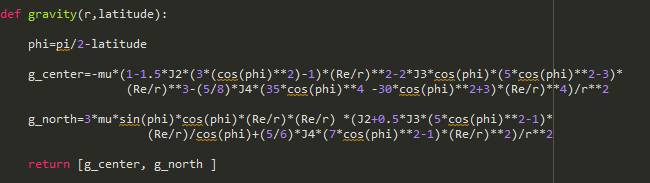 def gravity(r,latitude):
phi=pi/2-latitude
g_center=-mu*(1-1.5*J2*(3*(cos(phi)**2)-1)*(Re/r)**2-2*J3*cos(phi)*(5*cos(phi)**2-3)*
(Re/r)**3-(5/8)*J4*(35*cos(phi)**4 -30*cos(phi)**2+3)*(Re/r)**4)/r**2
g_north=3*mu*sin(phi)*cos(phi)*(Re/r)*(Re/r) *(J2+0.5*J3*(5*cos(phi)**2-1)*
(Re/r)/cos(phi)+(5/6)*J4*(7*cos(phi)**2-1)*(Re/r)**2)/r**2
return [g_center, g_north ]